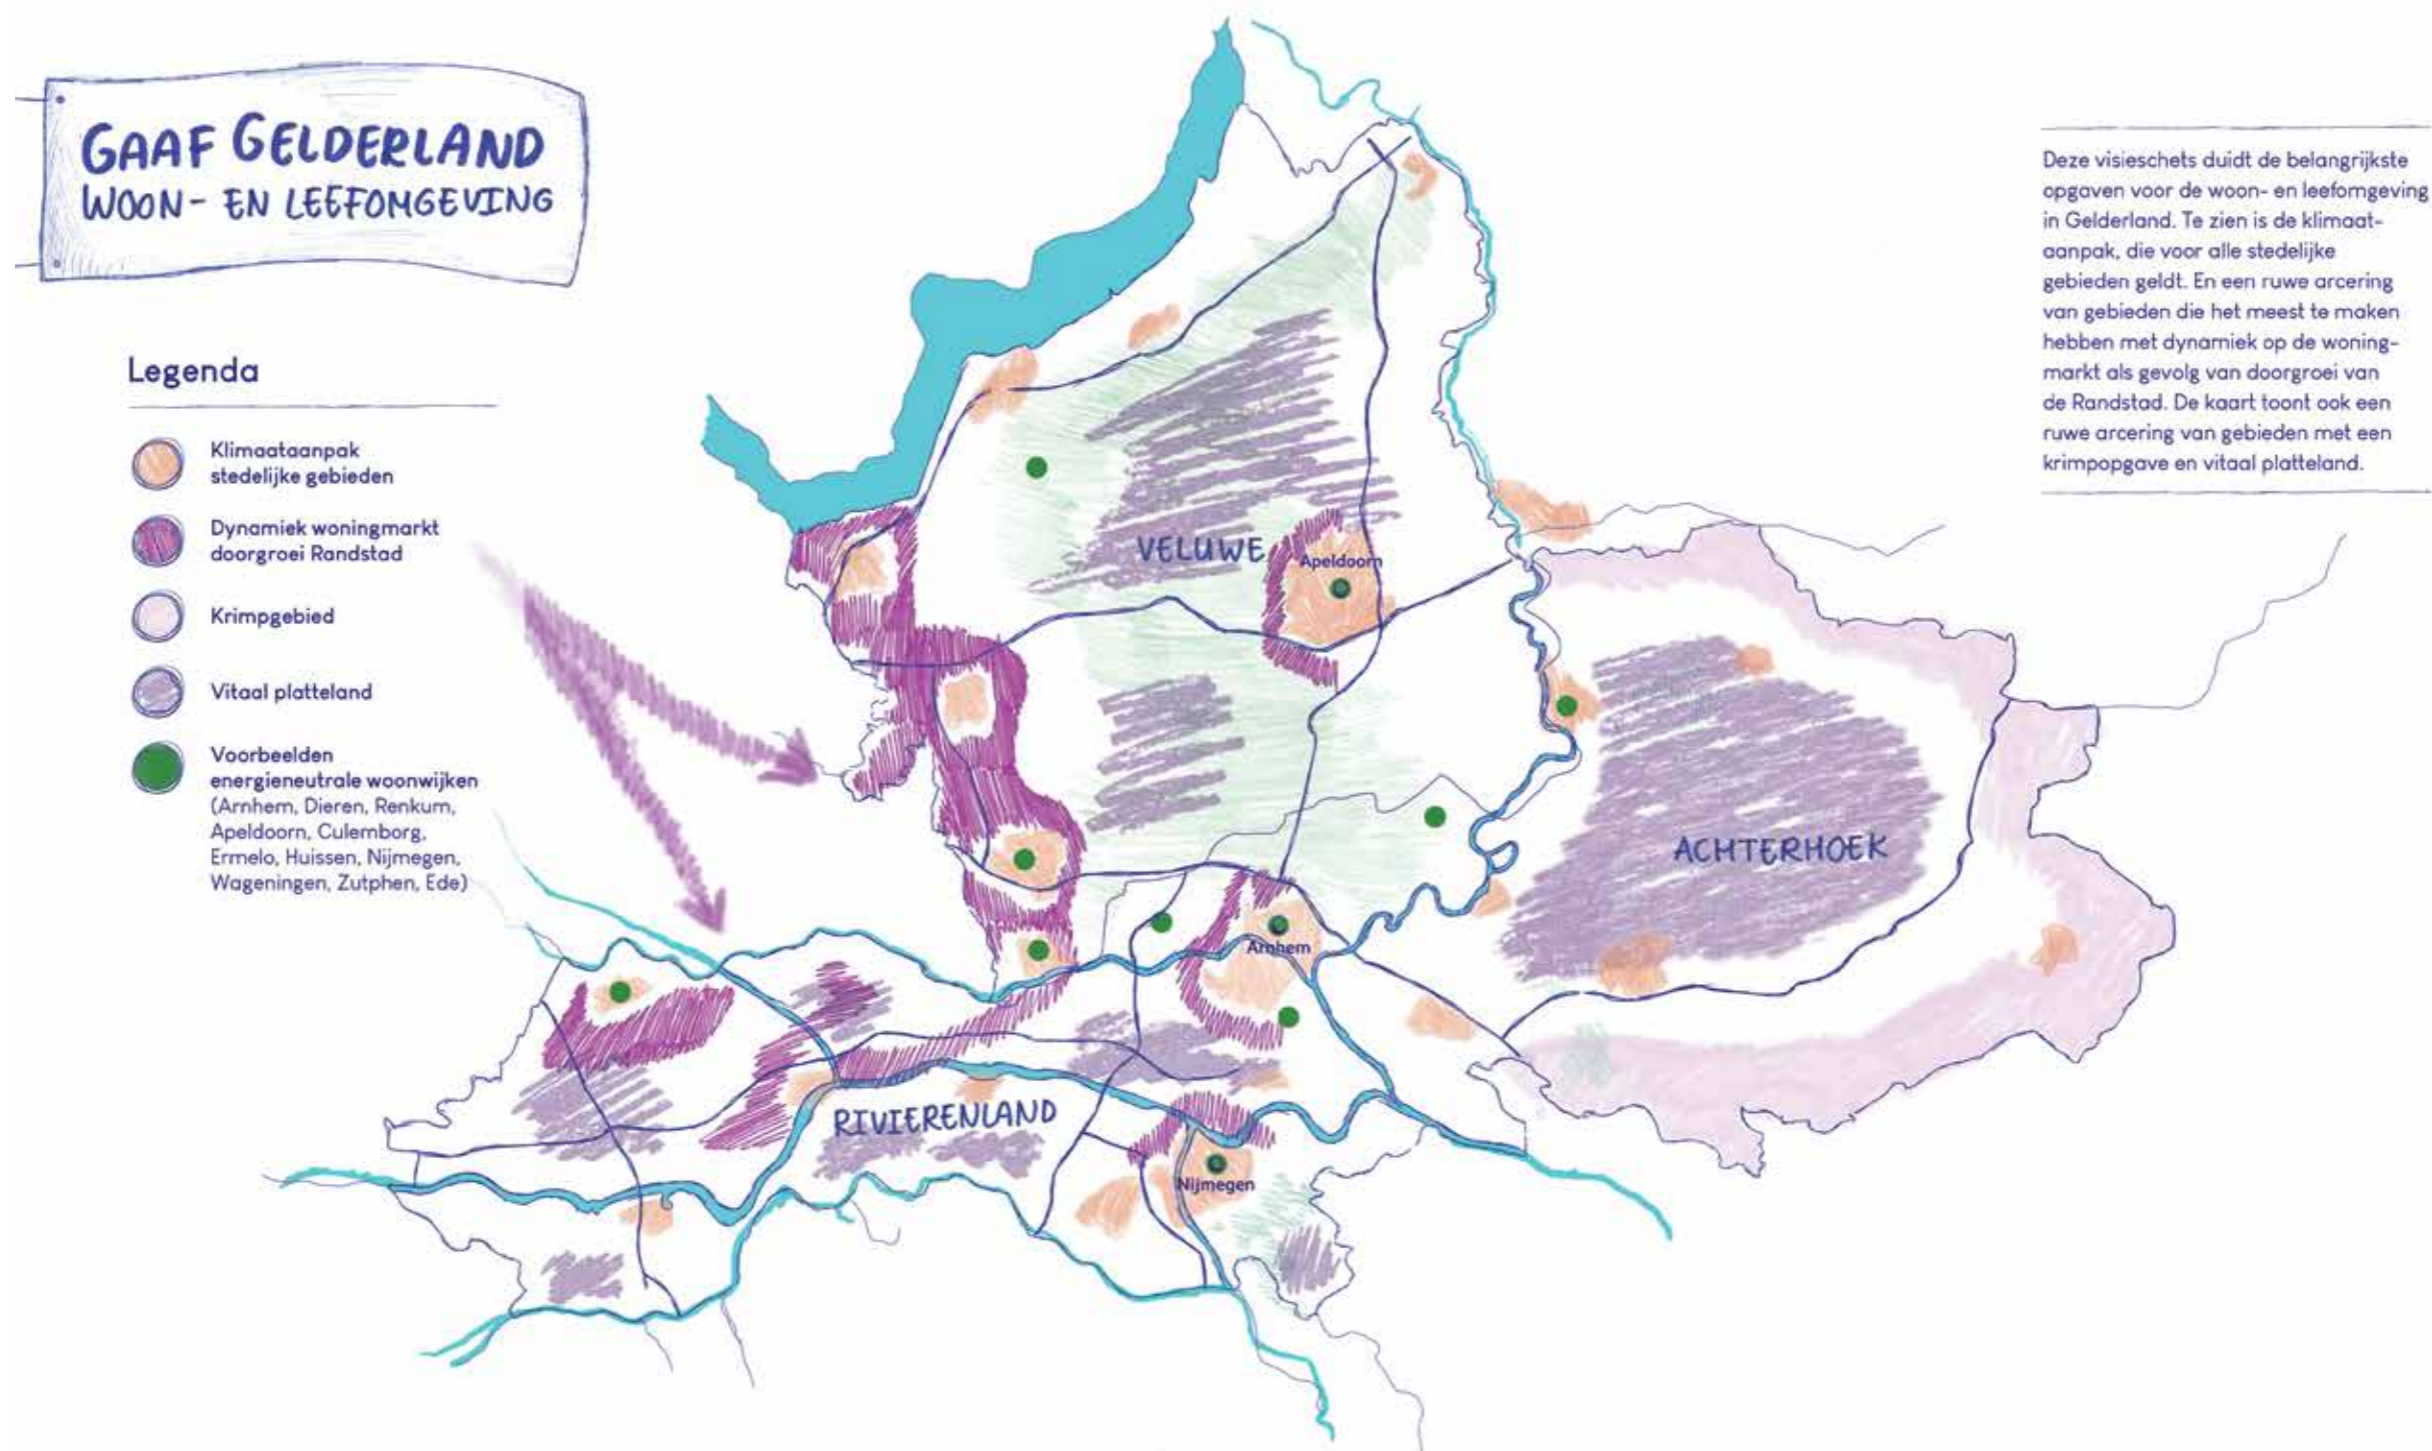 GAAF GELDERLAND
WOON- EN LEEFOMGEVING
Legenda
Klimaataanpak
stedelijke gebieden
Dynamiek woningmarkt
doorgroei Randstad
Krimpgebied
Vitaal platteland
Voorbeelden
energieneutrale woonwijken
(Arnhem, Dieren, Renkum,
Apeldoorn, Culemborg,
Ermelo, Huissen, Nijmegen,
Wageningen, Zutphen, Ede)
Deze visieschets duidt de belangrijkste
opgaven voor de woon- en leefomgeving
in Gelderland. Te zien is de klimaat-
aanpak, die voor alle stedelijke
gebieden geldt. En een ruwe arcering
van gebieden die het meest te maken
hebben met dynamiek op de woning-
markt als gevolg van doorgroei van
de Randstad. De kaart toont ook een
ruwe arcering van gebieden met een
krimpopgave en vitaal platteland.
VELUWE
Apeldoorn
ACHTERHOEK
Arnhem
RIVIERENLAND
Nijmegen